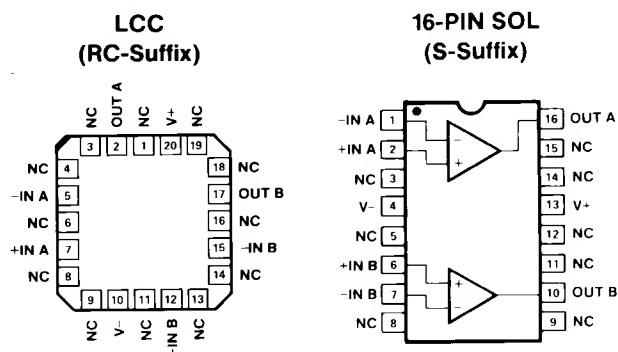 LCC
(RC-Suffix)
NC OUT A NC V+ NC
3 2 1 20 19
NC 4 18 NC
–IN A 5 17 OUT B
NC 6 16 NC
+IN A 7 15 –IN B
NC 8 14 NC
9 10 11 12 13
NC V– NC –IN B NC
16-PIN SOL
(S-Suffix)
–IN A 1 16 OUT A
+IN A 2 15 NC
NC 3 14 NC
V– 4 13 V+
NC 5 12 NC
+IN B 6 11 NC
–IN B 7 10 OUT B
NC 8 9 NC
– +
+ –